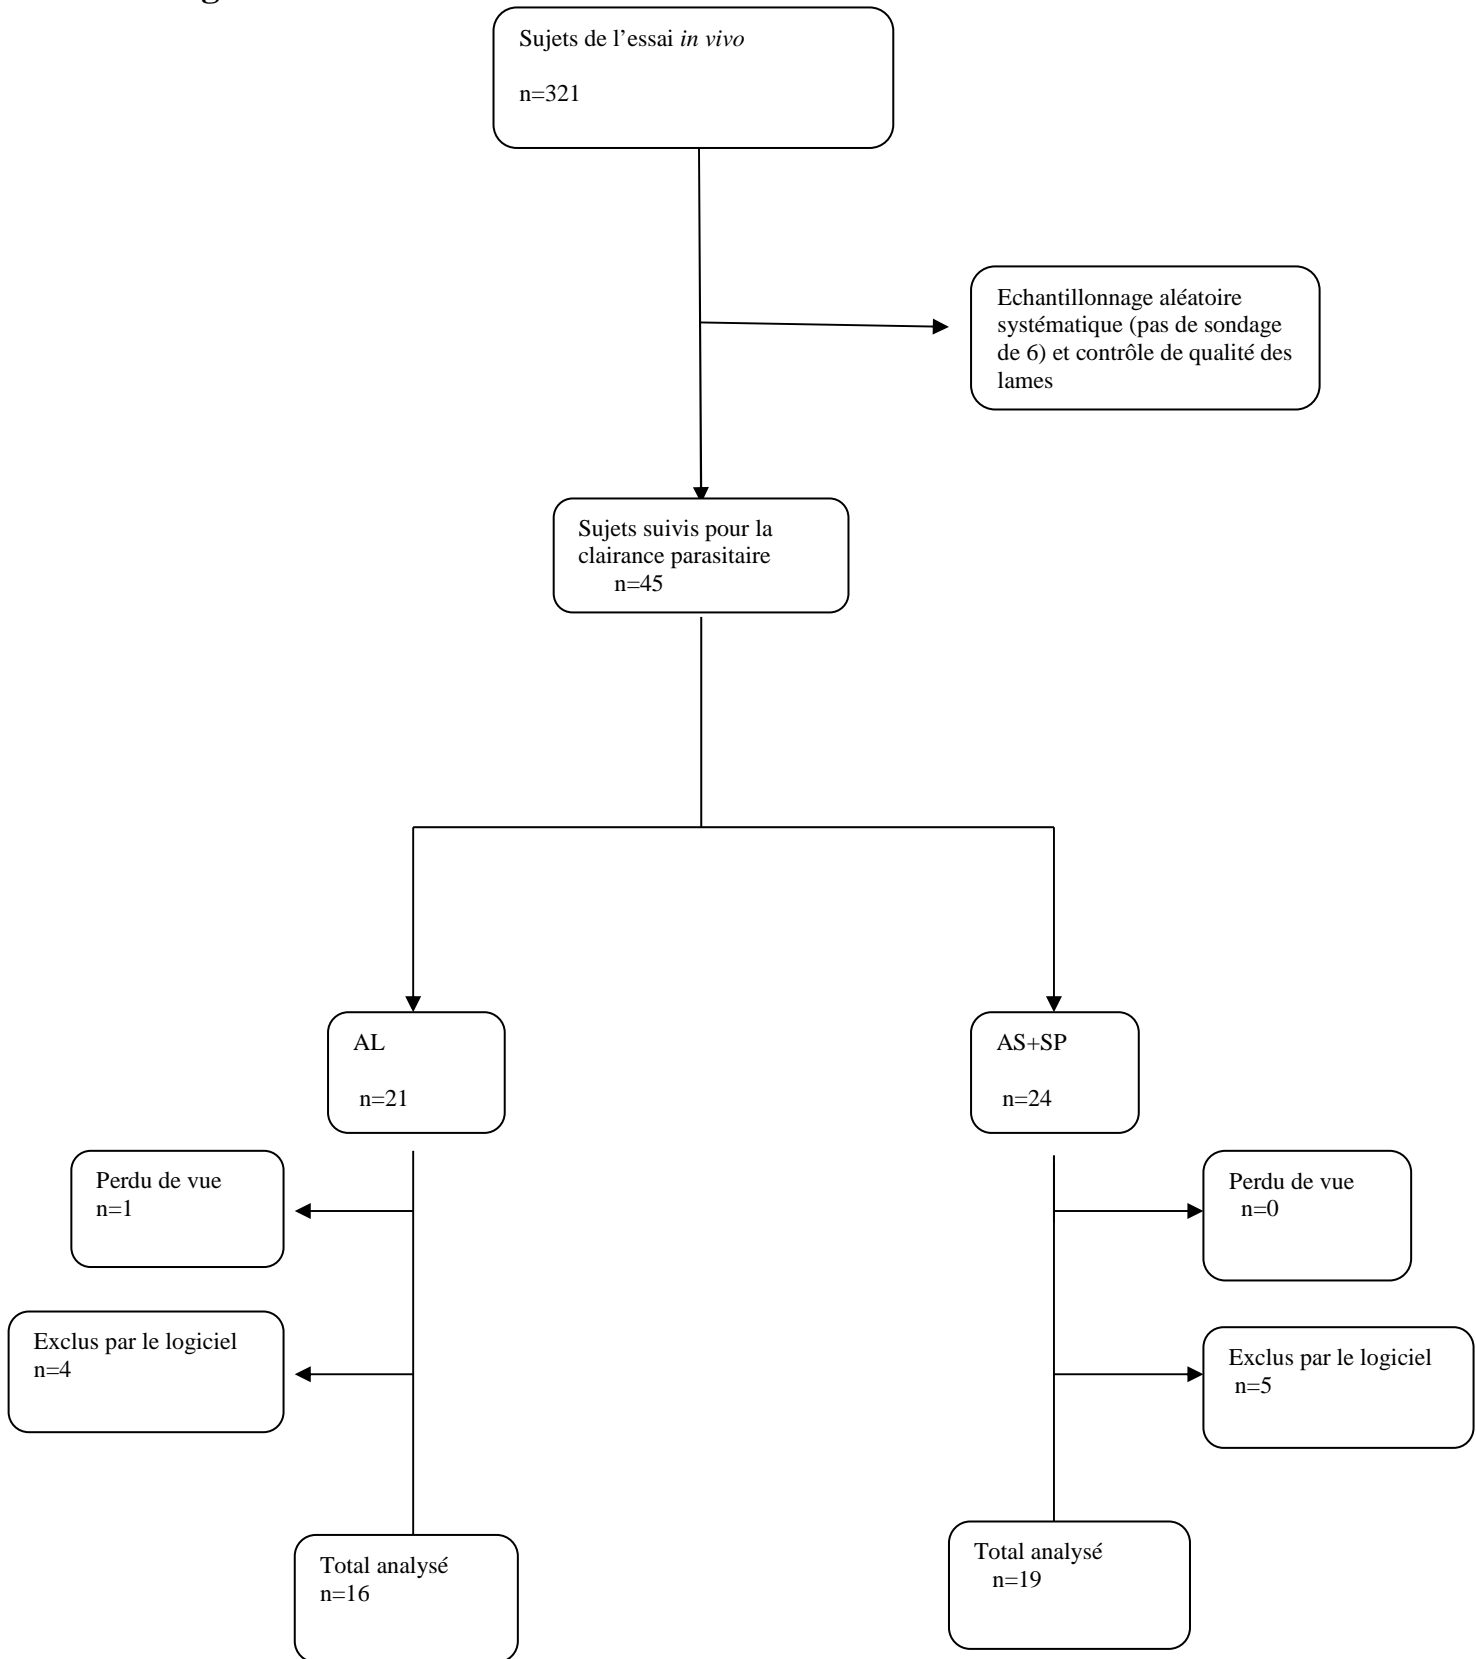 Sujets de l’essai in vivo
n=321
Echantillonnage aléatoire
systématique (pas de sondage
de 6) et contrôle de qualité des
lames
Sujets suivis pour la
clairance parasitaire
n=45
AL
n=21
AS+SP
n=24
Perdu de vue
n=1
Perdu de vue
n=0
Exclus par le logiciel
n=4
Exclus par le logiciel
n=5
Total analysé
n=16
Total analysé
n=19